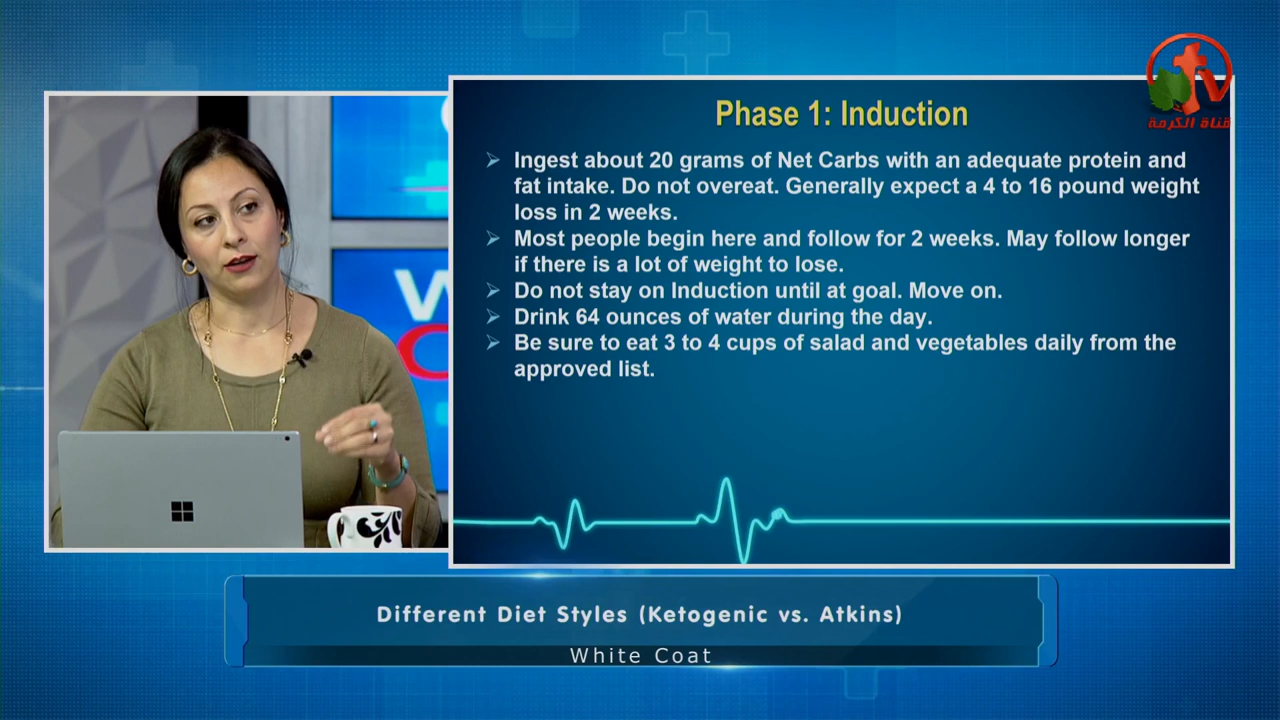 Phase 1: Induction
➢ Ingest about 20 grams of Net Carbs with an adequate protein and
fat intake. Do not overeat. Generally expect a 4 to 16 pound weight
loss in 2 weeks.
➢ Most people begin here and follow for 2 weeks. May follow longer
if there is a lot of weight to lose.
➢ Do not stay on Induction until at goal. Move on.
➢ Drink 64 ounces of water during the day.
➢ Be sure to eat 3 to 4 cups of salad and vegetables daily from the
approved list.
tv
قناة الكرمة
Different Diet Styles (Ketogenic vs. Atkins)
White Coat